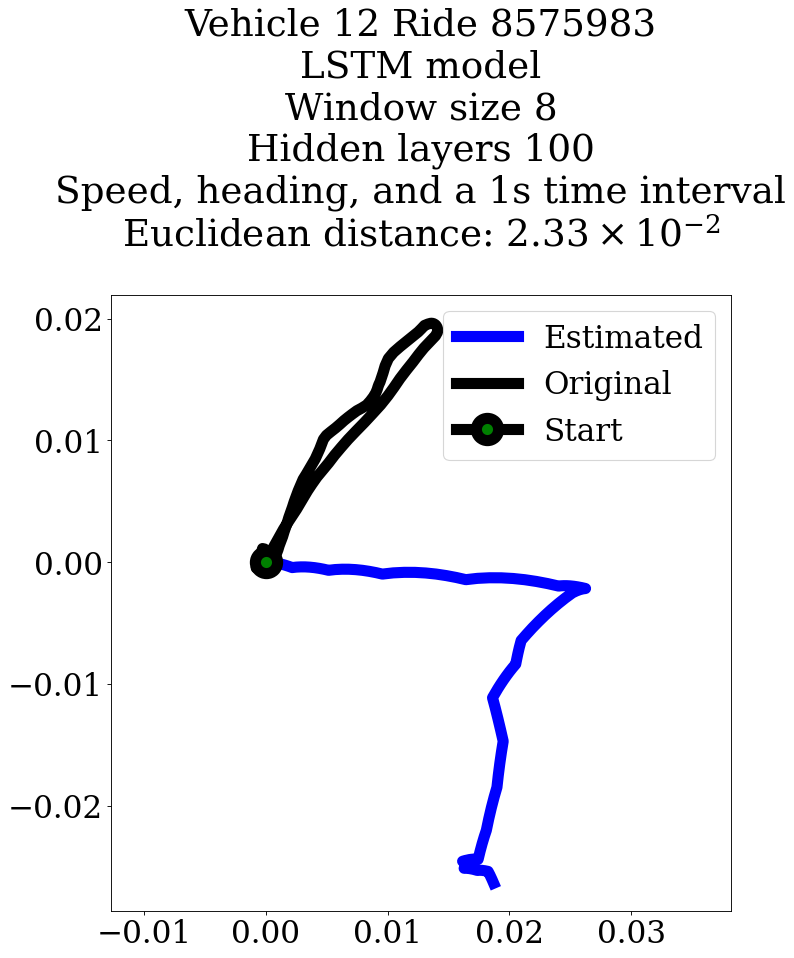 Vehicle 12 Ride 8575983
LSTM model
Window size 8
Hidden layers 100
Speed, heading, and a 1s time interval
Euclidean distance: 2.33 × 10⁻²
Estimated
Original
Start
0.02
0.01
0.00
−0.01
−0.02
−0.01 0.00 0.01 0.02 0.03